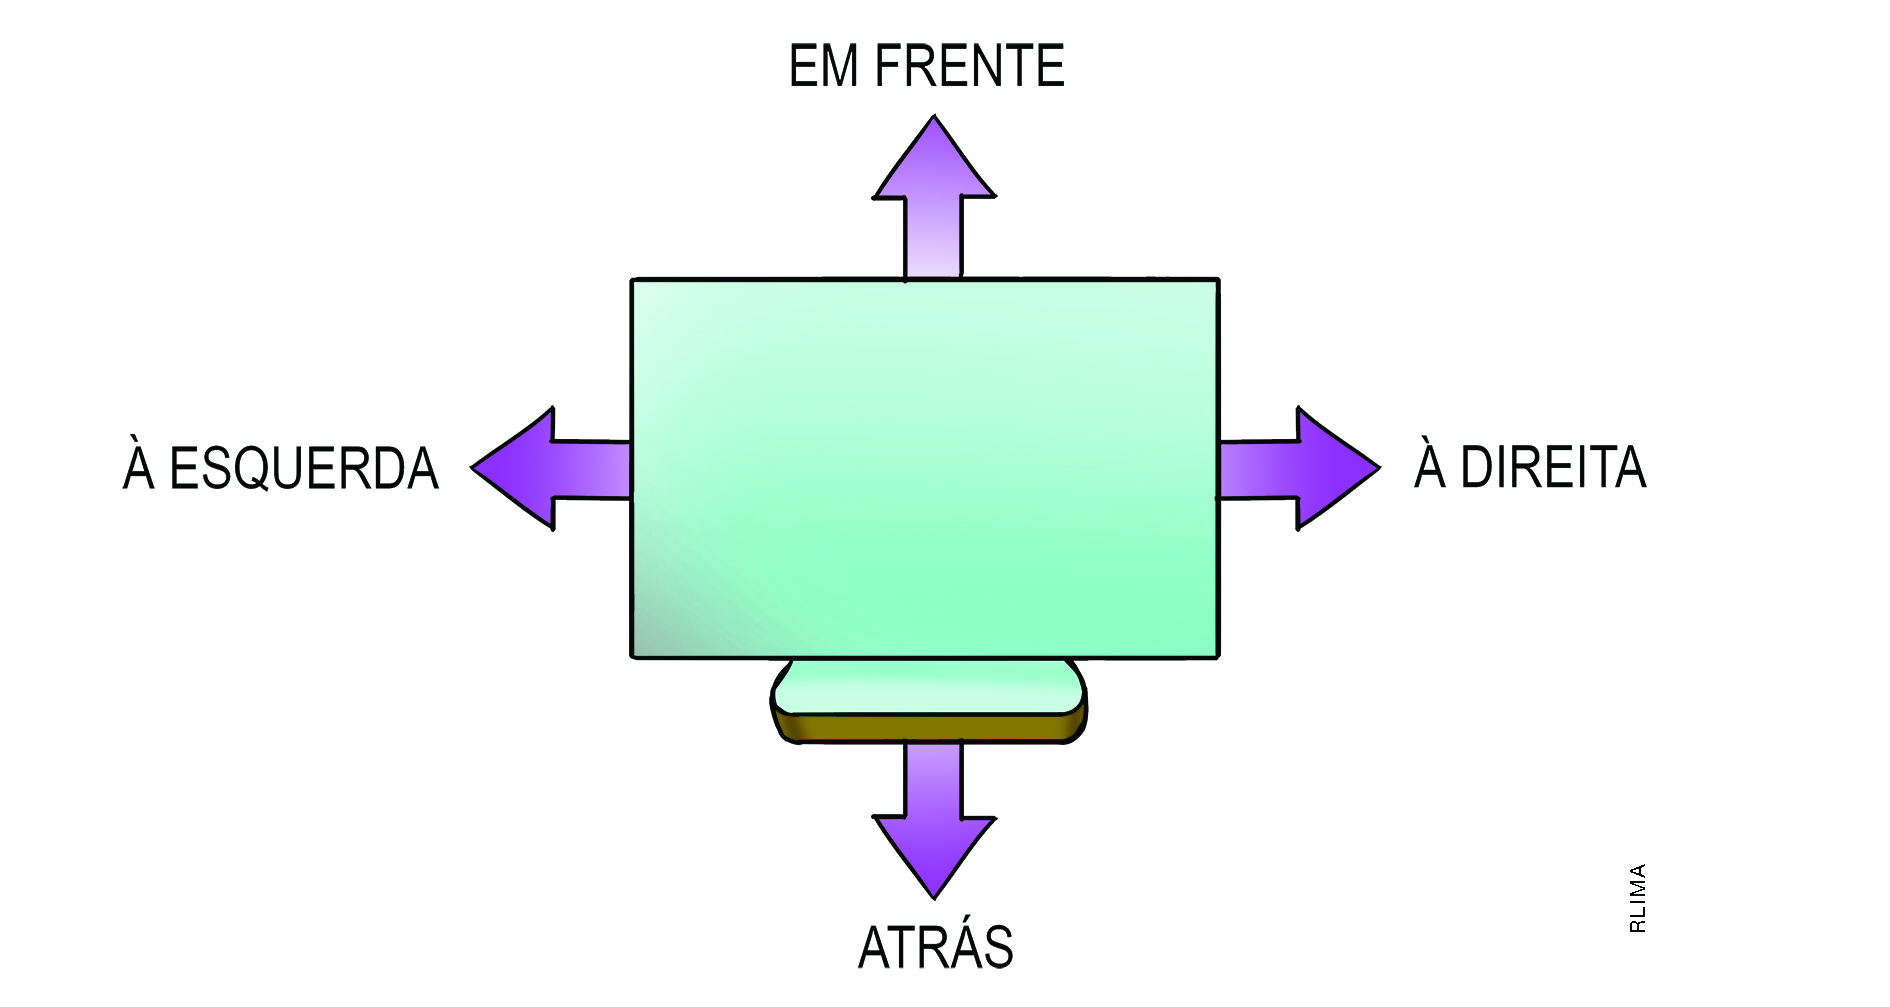 EM FRENTE
À ESQUERDA
À DIREITA
ATRÁS
RLIMA